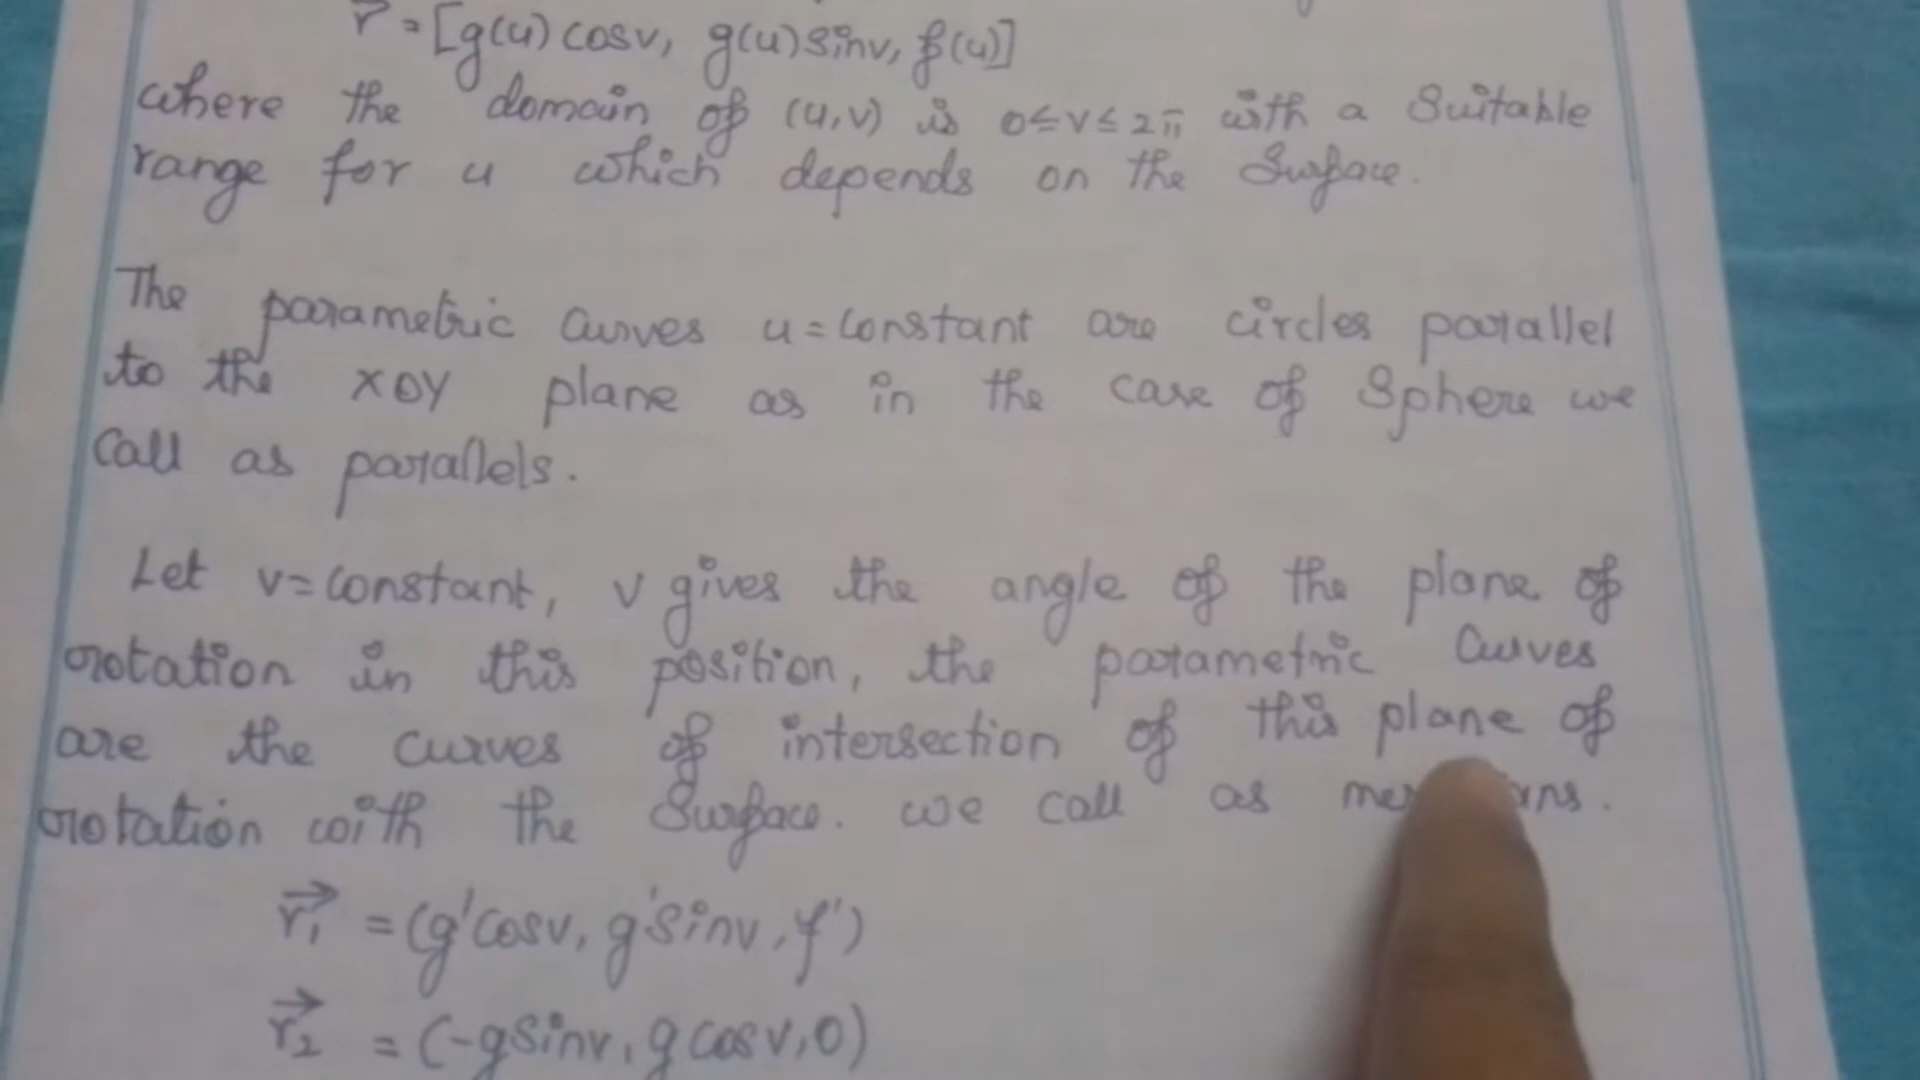 r⃗ = [g(u) cosv, g(u) sinv, f(u)]
where the domain of (u,v) is 0≤v≤2π with a Suitable
range for u which depends on the Surface.
The parametric Curves u = constant are circles parallel
to the XOY plane as in the case of Sphere we
Call as parallels.
Let v = constant, v gives the angle of the plane of
rotation in this position, the parametric Curves
are the curves of intersection of this plane of
rotation with the Surface. we call as
r⃗₁ = (g' cosv, g' sinv, f')
r⃗₂ = (-g sinv, g cosv, 0)